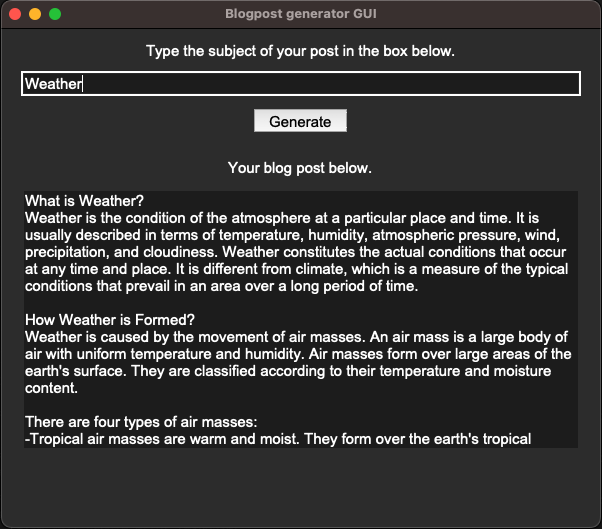 Blogpost generator GUI
Type the subject of your post in the box below.
Weather
Generate
Your blog post below.
What is Weather?
Weather is the condition of the atmosphere at a particular place and time. It is
usually described in terms of temperature, humidity, atmospheric pressure, wind,
precipitation, and cloudiness. Weather constitutes the actual conditions that occur
at any time and place. It is different from climate, which is a measure of the typical
conditions that prevail in an area over a long period of time.
How Weather is Formed?
Weather is caused by the movement of air masses. An air mass is a large body of
air with uniform temperature and humidity. Air masses form over large areas of the
earth's surface. They are classified according to their temperature and moisture
content.
There are four types of air masses:
-Tropical air masses are warm and moist. They form over the earth's tropical